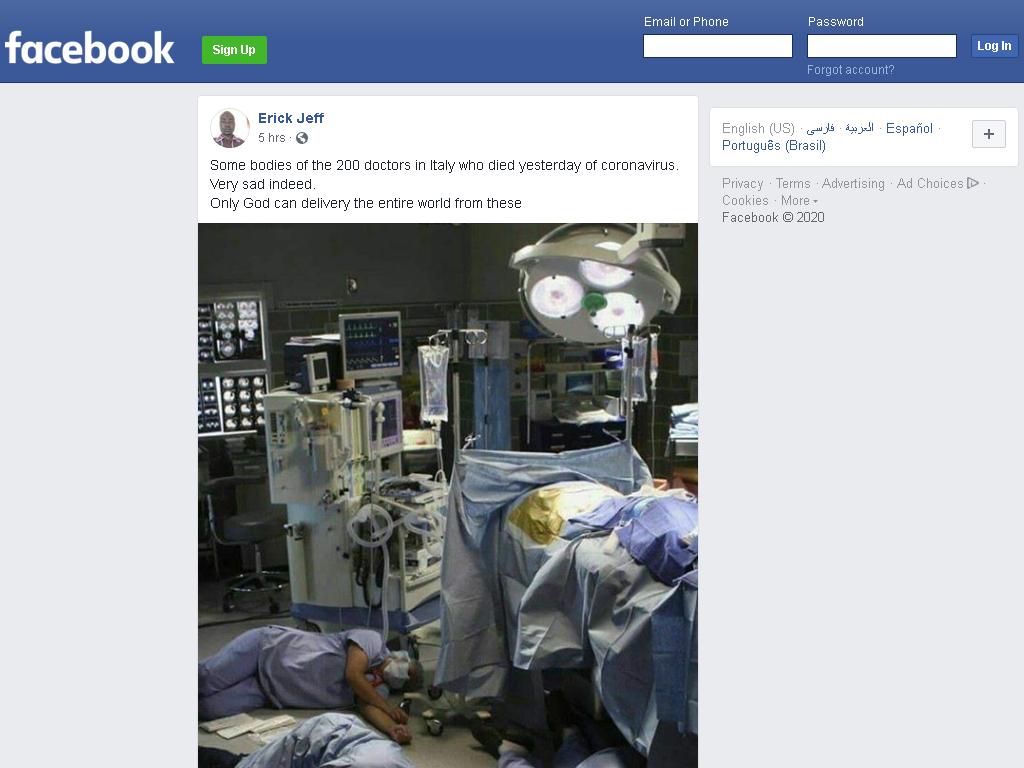 facebook
Sign Up
Email or Phone
Password
Log In
Forgot account?
Erick Jeff
5 hrs ·
Some bodies of the 200 doctors in Italy who died yesterday of coronavirus.
Very sad indeed.
Only God can delivery the entire world from these
English (US) · فارسی · العربية · Español ·
Português (Brasil)
+
Privacy · Terms · Advertising · Ad Choices ·
Cookies · More
Facebook © 2020